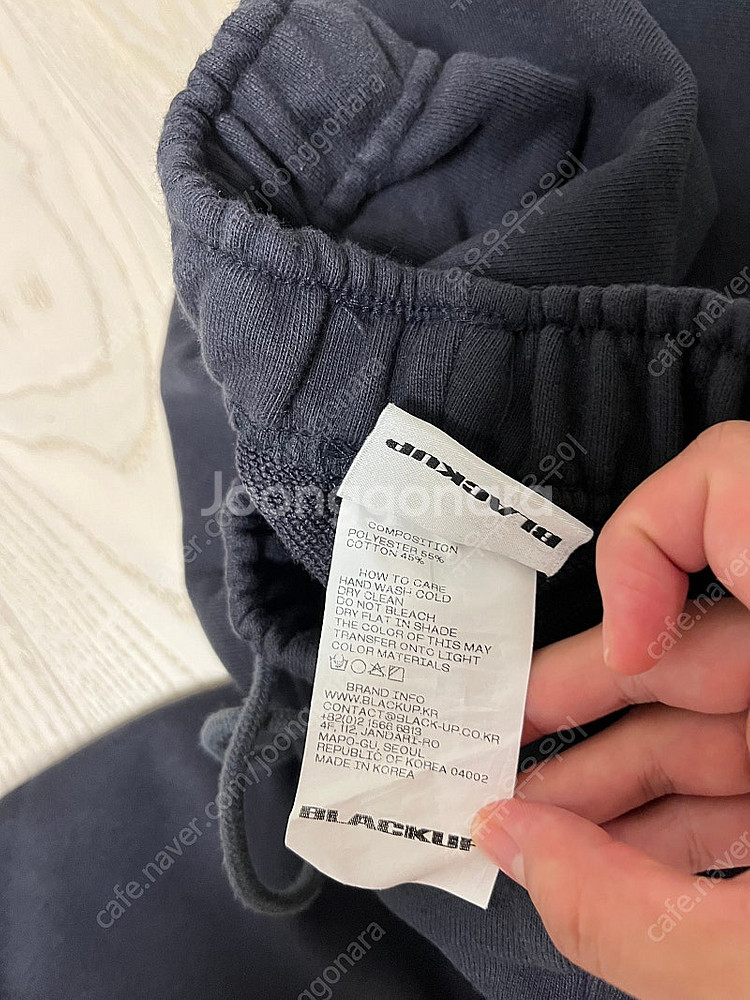 BLACKUP
COMPOSITION
POLYESTER 55%
COTTON 45%
HOW TO CARE
HAND WASH COLD
DRY CLEAN
DO NOT BLEACH
DRY FLAT IN SHADE
THE COLOR OF THIS MAY
TRANSFER ONTO LIGHT
COLOR MATERIALS
BRAND INFO
WWW.BLACKUP.KR
CONTACT@BLACK-UP.CO.KR
+82(0)2 1566 6813
4F, 112, JANDARI-RO
MAPO-GU, SEOUL
REPUBLIC OF KOREA 04002
MADE IN KOREA
BLACKUP
Joonggonara
cafe.naver.com/joonggonara